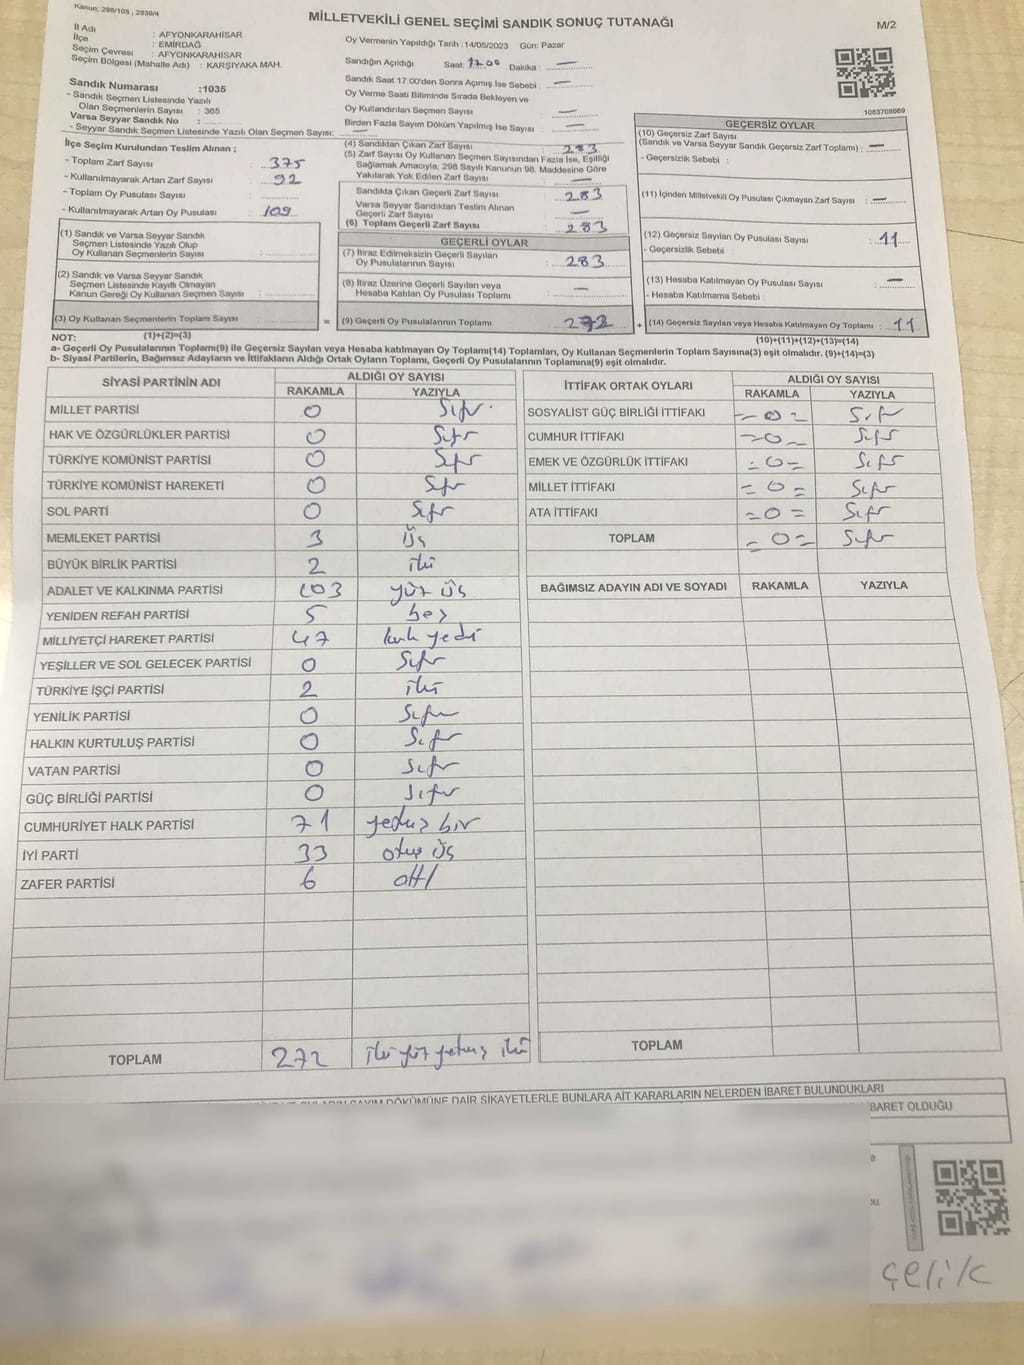 Kanun; 298/105 , 2839/4
MİLLETVEKİLİ GENEL SEÇİMİ SANDIK SONUÇ TUTANAĞI
M/2
İl Adı : AFYONKARAHİSAR
İlçe : EMİRDAĞ
Seçim Çevresi : AFYONKARAHİSAR
Seçim Bölgesi (Mahalle Adı) : KARŞIYAKA MAH.
Sandık Numarası :1035
- Sandık Seçmen Listesinde Yazılı
Olan Seçmenlerin Sayısı : 365
Varsa Seyyar Sandık No :
- Seyyar Sandık Seçmen Listesinde Yazılı Olan Seçmen Sayısı: —
Oy Vermenin Yapıldığı Tarih :14/05/2023 Gün: Pazar
Sandığın Açıldığı Saat: 17.00 Dakika : —
Sandık Saat 17:00'den Sonra Açımış İse Sebebi : —
Oy Verme Saati Bitiminde Sırada Bekleyen ve
Oy Kullandırılan Seçmen Sayısı : —
Birden Fazla Sayım Döküm Yapılmış İse Sayısı : —
1083708669
İlçe Seçim Kurulundan Teslim Alınan ;
- Toplam Zarf Sayısı : 375
- Kullanılmayarak Artan Zarf Sayısı : 92
- Toplam Oy Pusulası Sayısı :
- Kullanılmayarak Artan Oy Pusulası : 109
(4) Sandıktan Çıkan Zarf Sayısı : 283
(5) Zarf Sayısı Oy Kullanan Seçmen Sayısından Fazla İse, Eşitliği
Sağlamak Amacıyla, 298 Sayılı Kanunun 98. Maddesine Göre
Yakılarak Yok Edilen Zarf Sayısı : —
Sandıkta Çıkan Geçerli Zarf Sayısı : 283
Varsa Seyyar Sandıktan Teslim Alınan
Geçerli Zarf Sayısı : —
(6) Toplam Geçerli Zarf Sayısı : 283
GEÇERSİZ OYLAR
(10) Geçersiz Zarf Sayısı
(Sandık ve Varsa Seyyar Sandık Geçersiz Zarf Toplamı) : —
- Geçersizlik Sebebi :
(11) İçinden Milletvekili Oy Pusulası Çıkmayan Zarf Sayısı : —
(12) Geçersiz Sayılan Oy Pusulası Sayısı : 11
- Geçersizlik Sebebi :
(13) Hesaba Katılmayan Oy Pusulası Sayısı : —
- Hesaba Katılmama Sebebi :
(14) Geçersiz Sayılan veya Hesaba Katılmayan Oy Toplamı : 11
(10)+(11)+(12)+(13)=(14)
(1) Sandık ve Varsa Seyyar Sandık
Seçmen Listesinde Yazılı Olup
Oy Kullanan Seçmenlerin Sayısı :
(2) Sandık ve Varsa Seyyar Sandık
Seçmen Listesinde Kayıtlı Olmayan
Kanun Gereği Oy Kullanan Seçmen Sayısı :
(3) Oy Kullanan Seçmenlerin Toplam Sayısı :
(1)+(2)=(3)
GEÇERLİ OYLAR
(7) İtiraz Edilmeksizin Geçerli Sayılan
Oy Pusulalarının Sayısı : 283
(8) İtiraz Üzerine Geçerli Sayılan veya
Hesaba Katılan Oy Pusulası Toplamı : —
= (9) Geçerli Oy Pusulalarının Toplamı : 272 +
NOT:
a- Geçerli Oy Pusulalarının Toplamı(9) ile Geçersiz Sayılan veya Hesaba katılmayan Oy Toplamı(14) Toplamları, Oy Kullanan Seçmenlerin Toplam Sayısına(3) eşit olmalıdır. (9)+(14)=(3)
b- Siyasi Partilerin, Bağımsız Adayların ve İttifakların Aldığı Ortak Oyların Toplamı, Geçerli Oy Pusulalarının Toplamına(9) eşit olmalıdır.
SİYASİ PARTİNİN ADI ALDIĞI OY SAYISI
RAKAMLA YAZIYLA
MİLLET PARTİSİ 0 Sıfır
HAK VE ÖZGÜRLÜKLER PARTİSİ 0 Sıfır
TÜRKİYE KOMÜNİST PARTİSİ 0 Sıfır
TÜRKİYE KOMÜNİST HAREKETİ 0 Sıfır
SOL PARTİ 0 Sıfır
MEMLEKET PARTİSİ 3 Üç
BÜYÜK BİRLİK PARTİSİ 2 iki
ADALET VE KALKINMA PARTİSİ 103 yüz üç
YENİDEN REFAH PARTİSİ 5 beş
MİLLİYETÇİ HAREKET PARTİSİ 47 kırk yedi
YEŞİLLER VE SOL GELECEK PARTİSİ 0 Sıfır
TÜRKİYE İŞÇİ PARTİSİ 2 iki
YENİLİK PARTİSİ 0 Sıfır
HALKIN KURTULUŞ PARTİSİ 0 Sıfır
VATAN PARTİSİ 0 Sıfır
GÜÇ BİRLİĞİ PARTİSİ 0 Sıfır
CUMHURİYET HALK PARTİSİ 71 yetmiş bir
İYİ PARTİ 33 otuz üç
ZAFER PARTİSİ 6 altı
TOPLAM 272 iki yüz yetmiş iki
İTTİFAK ORTAK OYLARI ALDIĞI OY SAYISI
RAKAMLA YAZIYLA
SOSYALİST GÜÇ BİRLİĞİ İTTİFAKI =0= Sıfır
CUMHUR İTTİFAKI =0= Sıfır
EMEK VE ÖZGÜRLÜK İTTİFAKI =0= Sıfır
MİLLET İTTİFAKI =0= Sıfır
ATA İTTİFAKI =0= Sıfır
TOPLAM =0= Sıfır
BAĞIMSIZ ADAYIN ADI VE SOYADI RAKAMLA YAZIYLA
TOPLAM
DÖKÜMÜNE DAİR ŞİKAYETLERLE BUNLARA AİT KARARLARIN NELERDEN İBARET BULUNDUKLARI
İBARET OLDUĞU
çelik